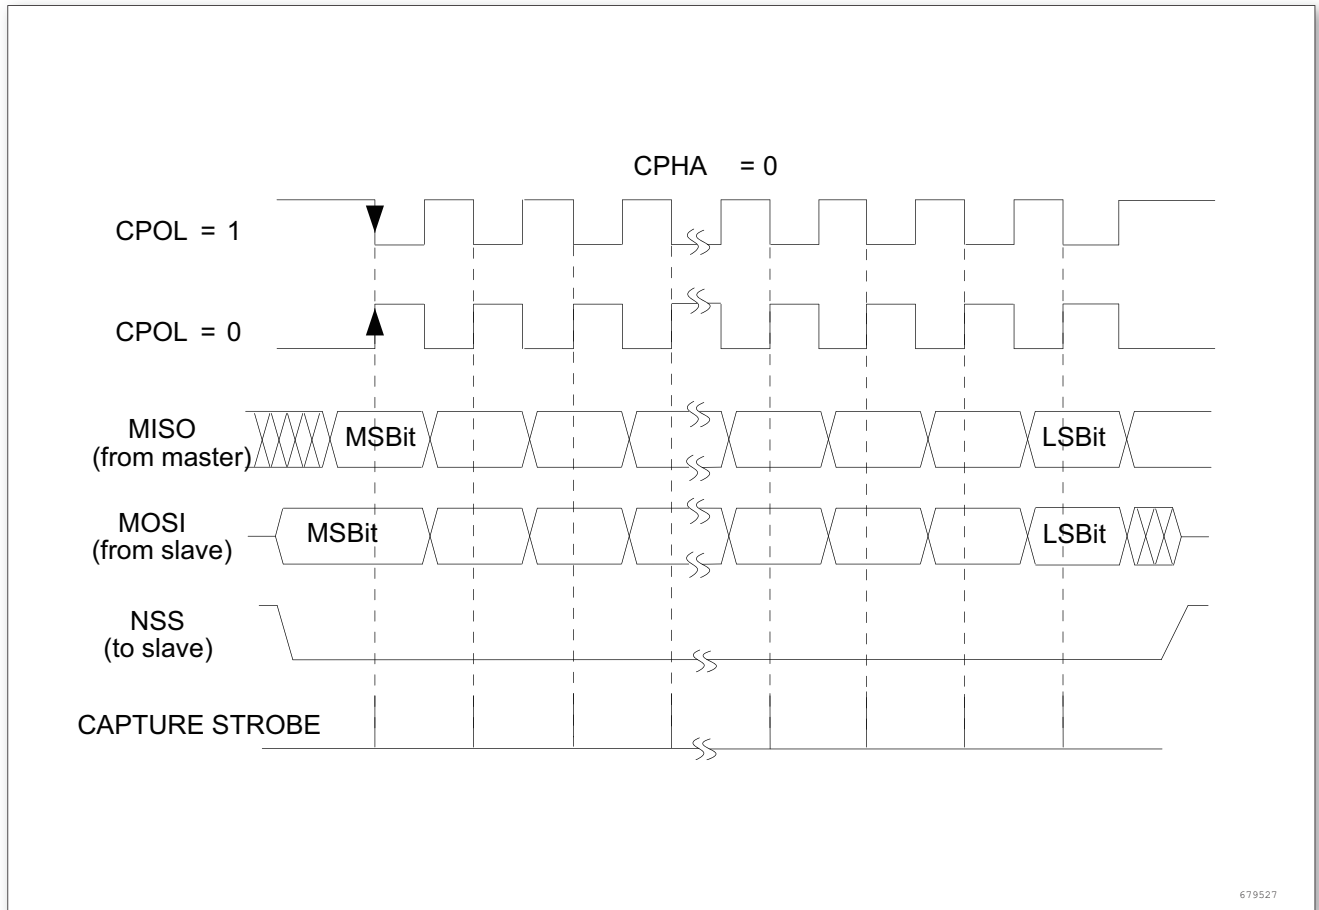 CPHA = 0
CPOL = 1
CPOL = 0
MISO
(from master)
MSBit
LSBit
MOSI
(from slave)
MSBit
LSBit
NSS
(to slave)
CAPTURE STROBE
679527